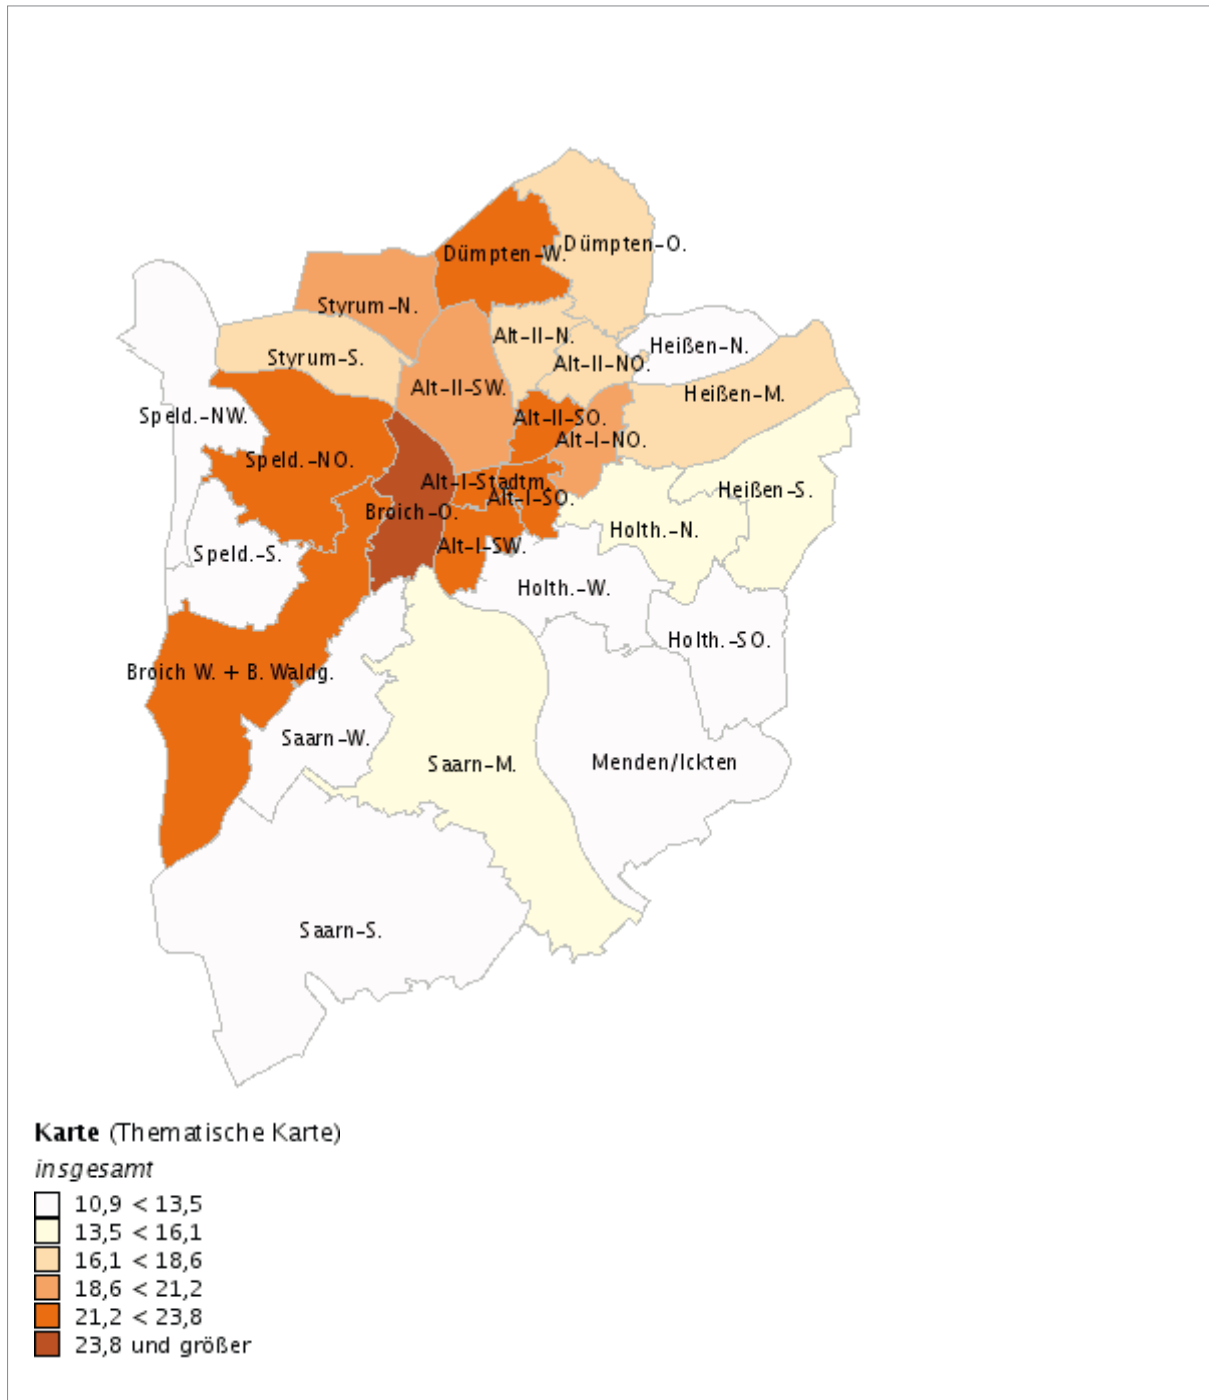 Dümpten-W.
Dümpten-O.
Styrum-N.
Alt-II-N.
Heißen-N.
Styrum-S.
Alt-II-NO.
Alt-II-SW.
Heißen-M.
Speld.-NW.
Alt-II-SO.
Alt-I-NO.
Speld.-NO.
Alt-I-Stadtm.
Heißen-S.
Alt-I-SO.
Broich-O.
Holth.-N.
Alt-I-SW.
Speld.-S.
Holth.-W.
Holth.-SO.
Broich W. + B. Waldg.
Saarn-W.
Saarn-M.
Menden/Ickten
Saarn-S.
Karte (Thematische Karte)
insgesamt
10,9 < 13,5
13,5 < 16,1
16,1 < 18,6
18,6 < 21,2
21,2 < 23,8
23,8 und größer